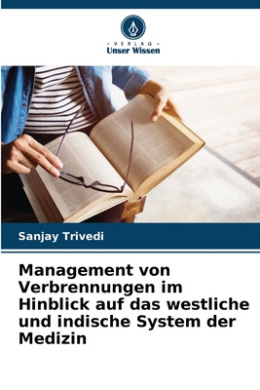 VERLAG
Unser Wissen
Sanjay Trivedi
Management von
Verbrennungen im
Hinblick auf das westliche
und indische System der
Medizin